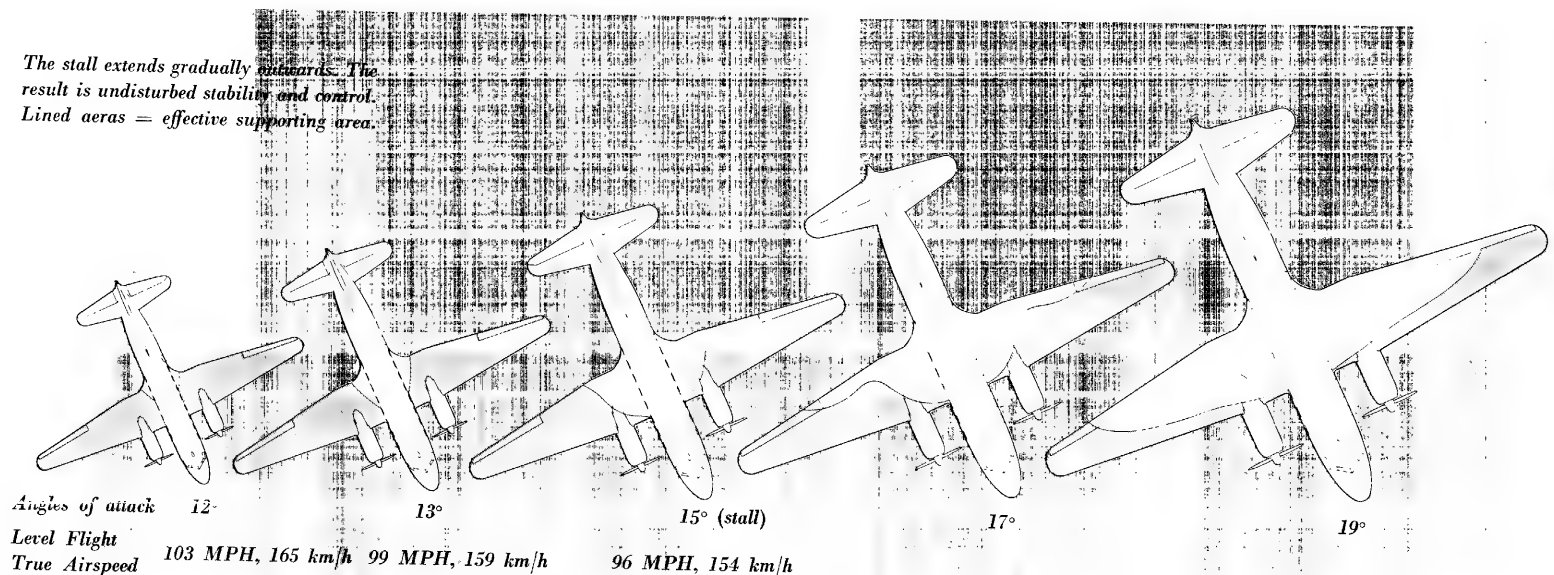 The stall extends gradually outwards. The
result is undisturbed stability and control.
Lined aeras = effective supporting area.
Angles of attack 12° 13° 15° (stall) 17° 19°
Level Flight
True Airspeed 103 MPH, 165 km/h 99 MPH, 159 km/h 96 MPH, 154 km/h